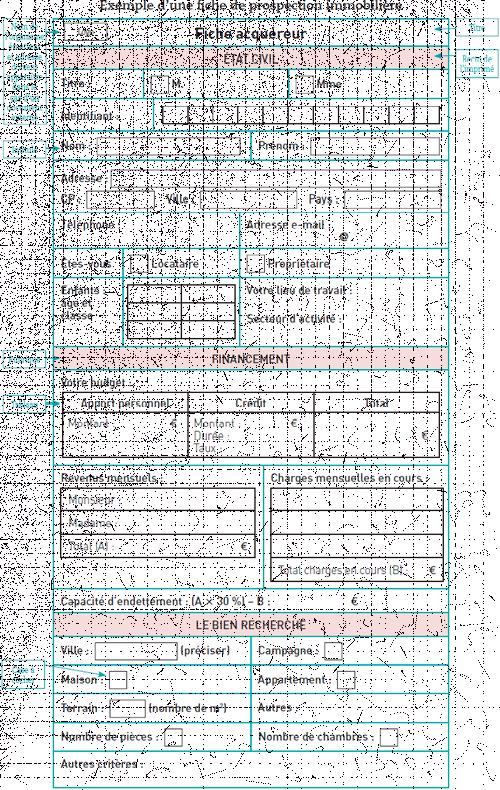 Exemple d'une fiche de prospection immobilière
Fiche acquéreur
ÉTAT CIVIL
Titre : M. Mme
Identifiant :
Nom : Prénom :
Adresse :
CP : Ville : Pays :
Téléphone Adresse e-mail
@
Êtes-vous Locataire Propriétaire
Enfants : Votre lieu de travail
âge et
classe Secteur d'activité :
FINANCEMENT
Votre budget
Apport personnel Crédit Total
Montant € Montant €
Durée : €
Taux
Revenus mensuels Charges mensuelles en cours :
Monsieur
Madame
Total (A) €
Total charges en cours (B) €
Capacité d'endettement : (A × 30 %) – B : €
LE BIEN RECHERCHÉ
Ville : (préciser) Campagne :
Maison : Appartement :
Terrain : (nombre de m²) Autres :
Nombre de pièces : Nombre de chambres :
Autres critères :